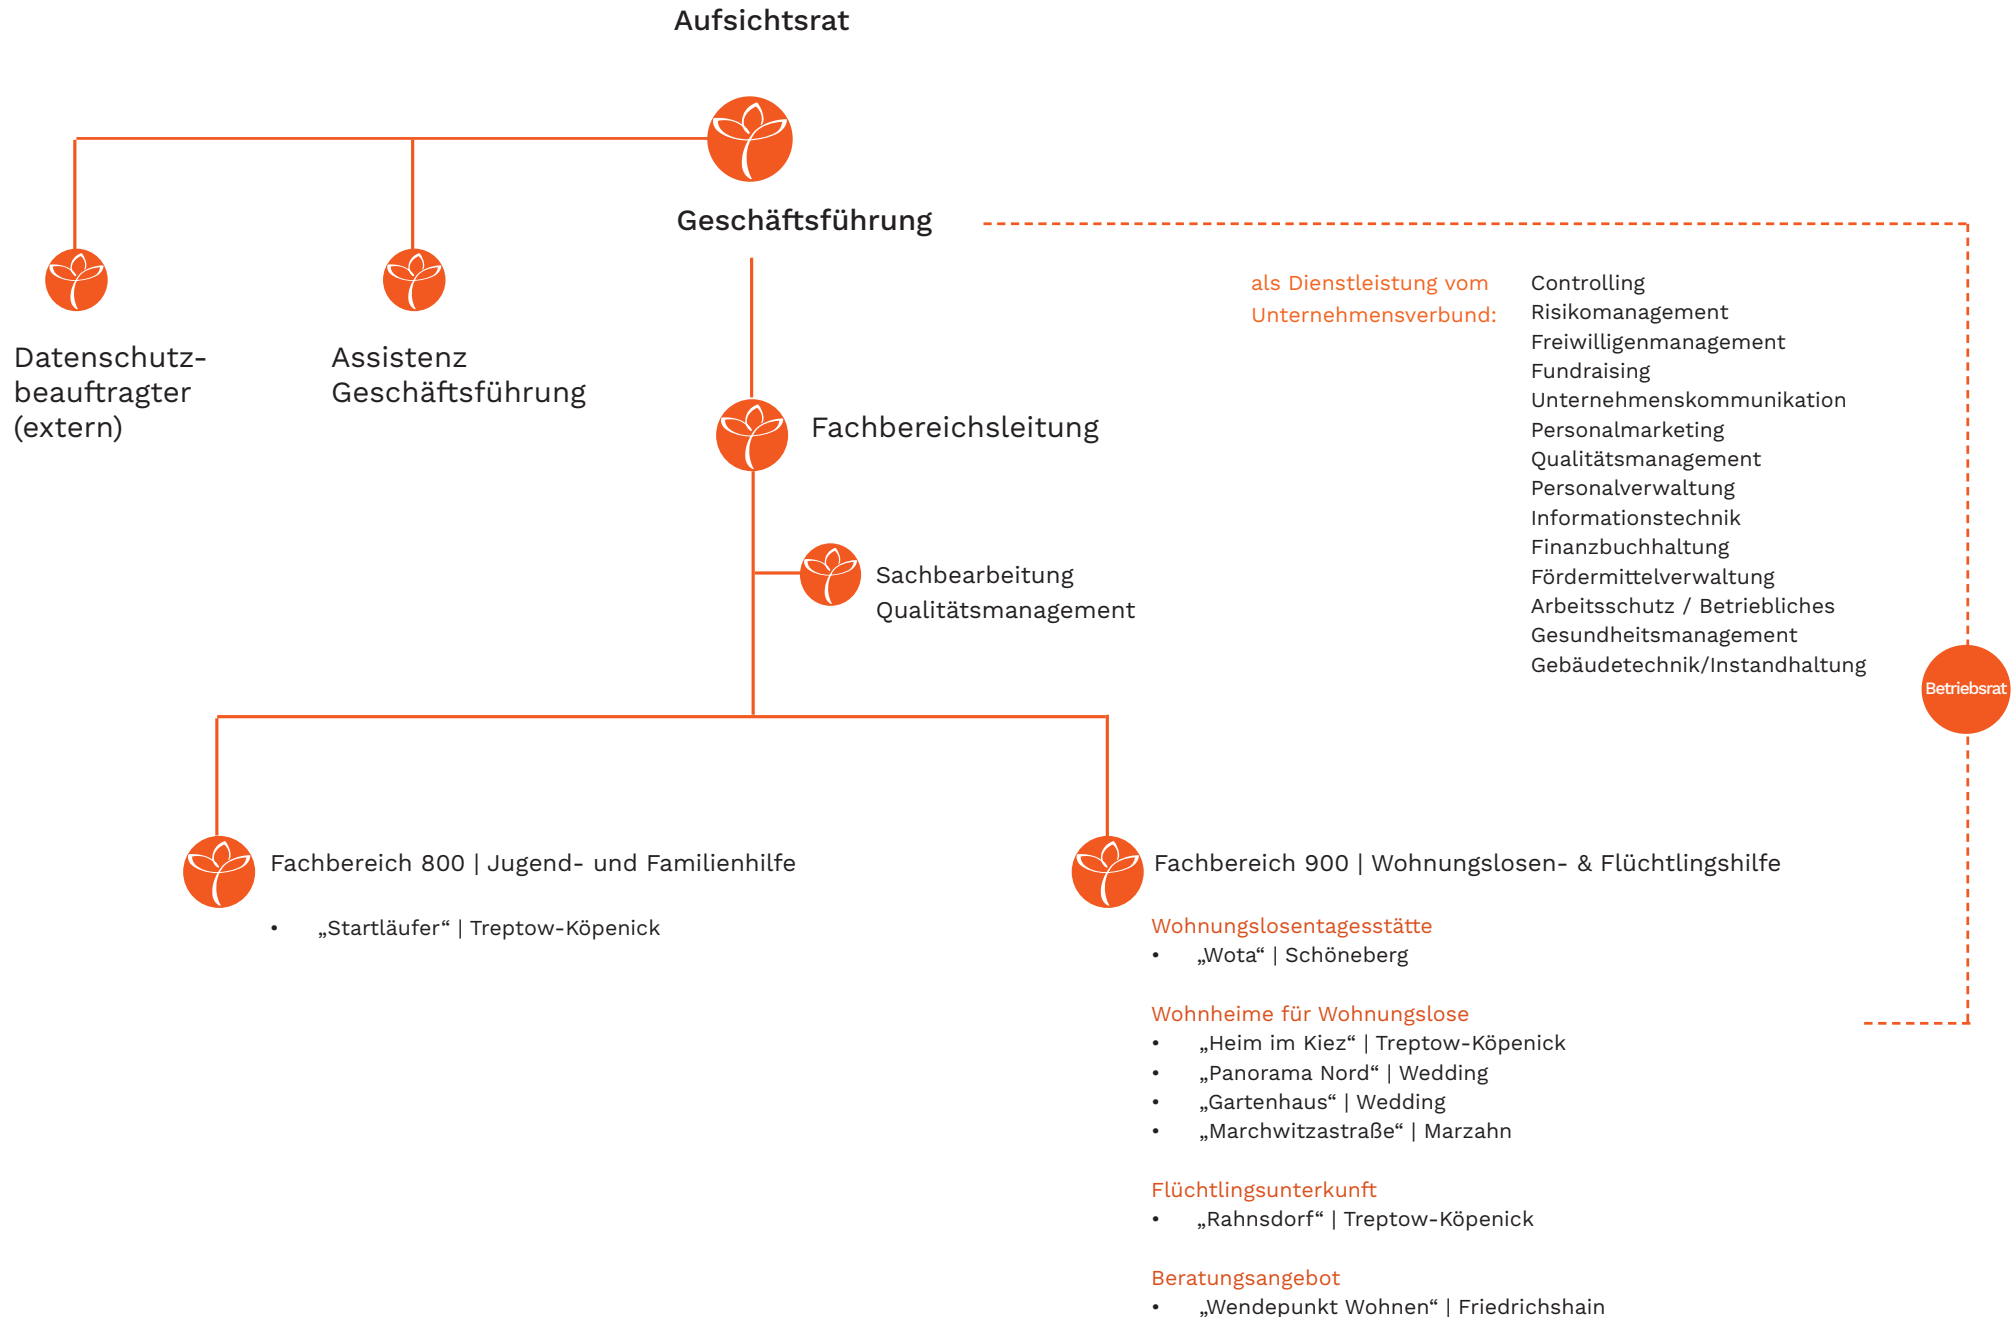 Aufsichtsrat
Geschäftsführung
Datenschutz-
beauftragter
(extern)
Assistenz
Geschäftsführung
als Dienstleistung vom
Unternehmensverbund:
Controlling
Risikomanagement
Freiwilligenmanagement
Fundraising
Unternehmenskommunikation
Personalmarketing
Qualitätsmanagement
Personalverwaltung
Informationstechnik
Finanzbuchhaltung
Fördermittelverwaltung
Arbeitsschutz / Betriebliches
Gesundheitsmanagement
Gebäudetechnik/Instandhaltung
Fachbereichsleitung
Sachbearbeitung
Qualitätsmanagement
Betriebsrat
Fachbereich 800 | Jugend- und Familienhilfe
• „Startläufer“ | Treptow-Köpenick
Fachbereich 900 | Wohnungslosen- & Flüchtlingshilfe
Wohnungslosentagesstätte
• „Wota“ | Schöneberg
Wohnheime für Wohnungslose
• „Heim im Kiez“ | Treptow-Köpenick
• „Panorama Nord“ | Wedding
• „Gartenhaus“ | Wedding
• „Marchwitzastraße“ | Marzahn
Flüchtlingsunterkunft
• „Rahnsdorf“ | Treptow-Köpenick
Beratungsangebot
• „Wendepunkt Wohnen“ | Friedrichshain